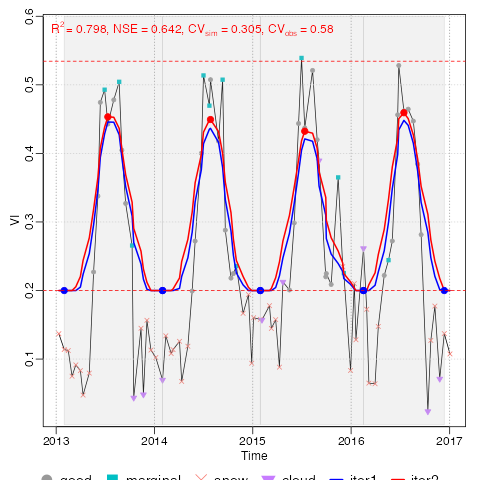 R² = 0.798, NSE = 0.642, CVsim = 0.305, CVobs = 0.58
0.6
0.5
0.4
0.3
0.2
0.1
VI
2013 2014 2015 2016 2017
Time
good marginal snow cloud iter1 iter2